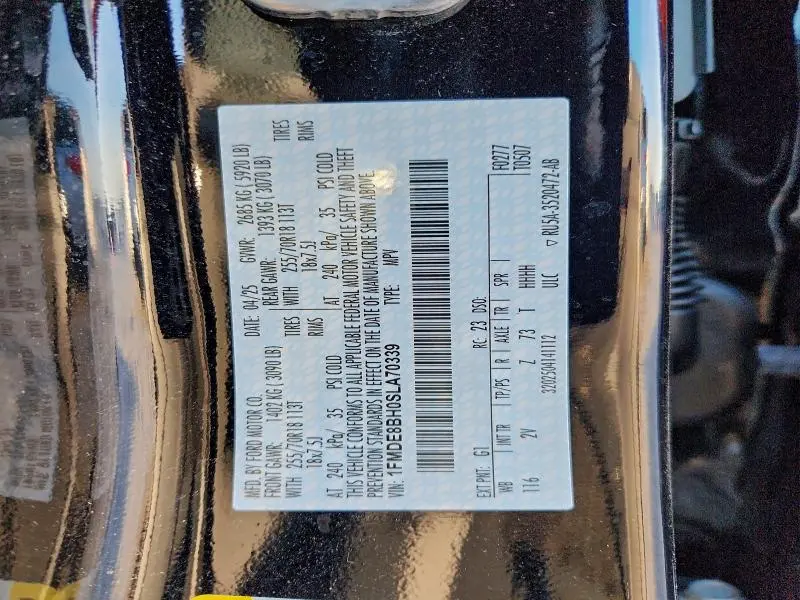 MFD. BY FORD MOTOR CO.
DATE: 04/25 GVWR: 2685 KG ( 5920 LB)
FRONT GAWR: 1402 KG ( 3090 LB) REAR GAWR: 1393 KG ( 3070 LB)
WITH 255/70R18 113T TIRES WITH 255/70R18 113T TIRES
18x7.5J RIMS 18x7.5J RIMS
AT 240 kPa/ 35 PSI COLD AT 240 kPa/ 35 PSI COLD
THIS VEHICLE CONFORMS TO ALL APPLICABLE FEDERAL MOTOR VEHICLE SAFETY AND THEFT
PREVENTION STANDARDS IN EFFECT ON THE DATE OF MANUFACTURE SHOWN ABOVE.
VIN: 1FMDE8BH0SLA70339 TYPE: MPV
F0277
EXT PNT: G1 RC: 23 DSO: T0507
WB INT TR TP/PS R AXLE TR SPR
116 2V Z 73 T HHHH
3202504141112 ULC ▽ RU5A-3520472-AB